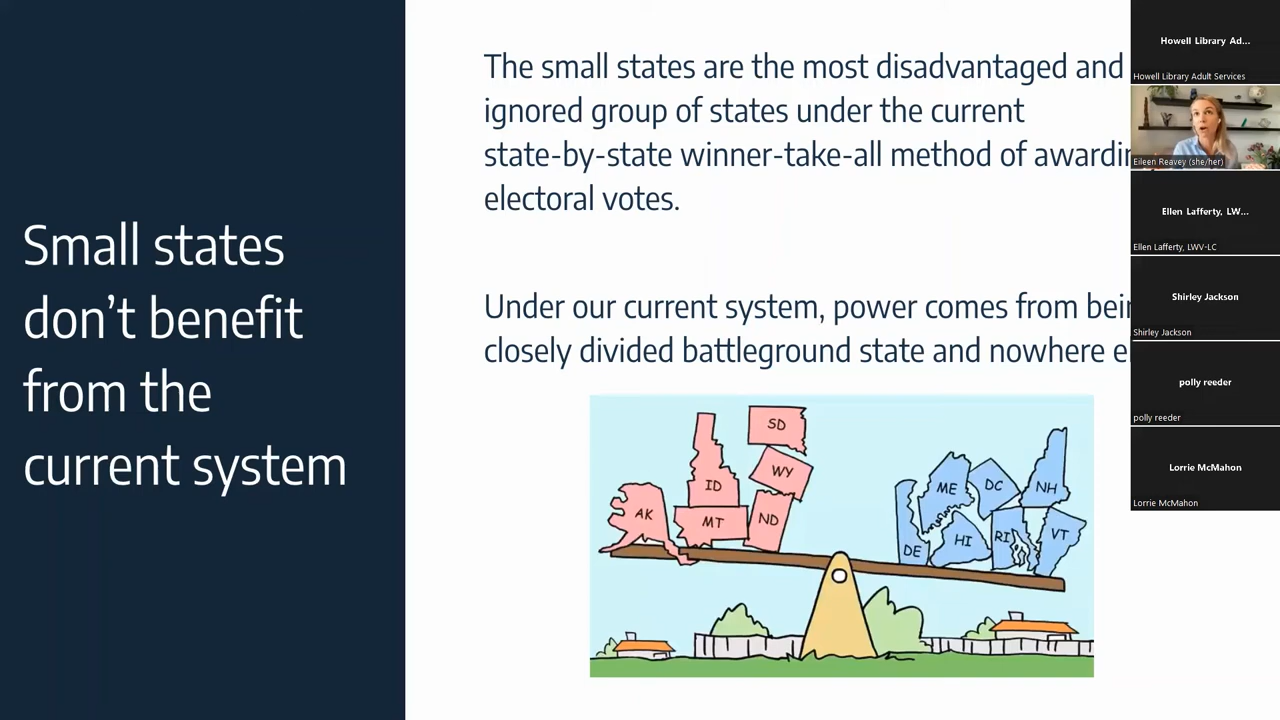 Small states
don't benefit
from the
current system
The small states are the most disadvantaged and
ignored group of states under the current
state-by-state winner-take-all method of
electoral votes.
Under our current system, power comes from
closely divided battleground state and nowhere
SD
WY
ID
AK
MT
ND
ME
DC
NH
DE
HI
RI
VT
Howell Library Ad...
Howell Library Adult Services
Eileen Reavey (she/her)
Ellen Lafferty, LW...
Ellen Lafferty, LWV-LC
Shirley Jackson
Shirley Jackson
polly reeder
polly reeder
Lorrie McMahon
Lorrie McMahon